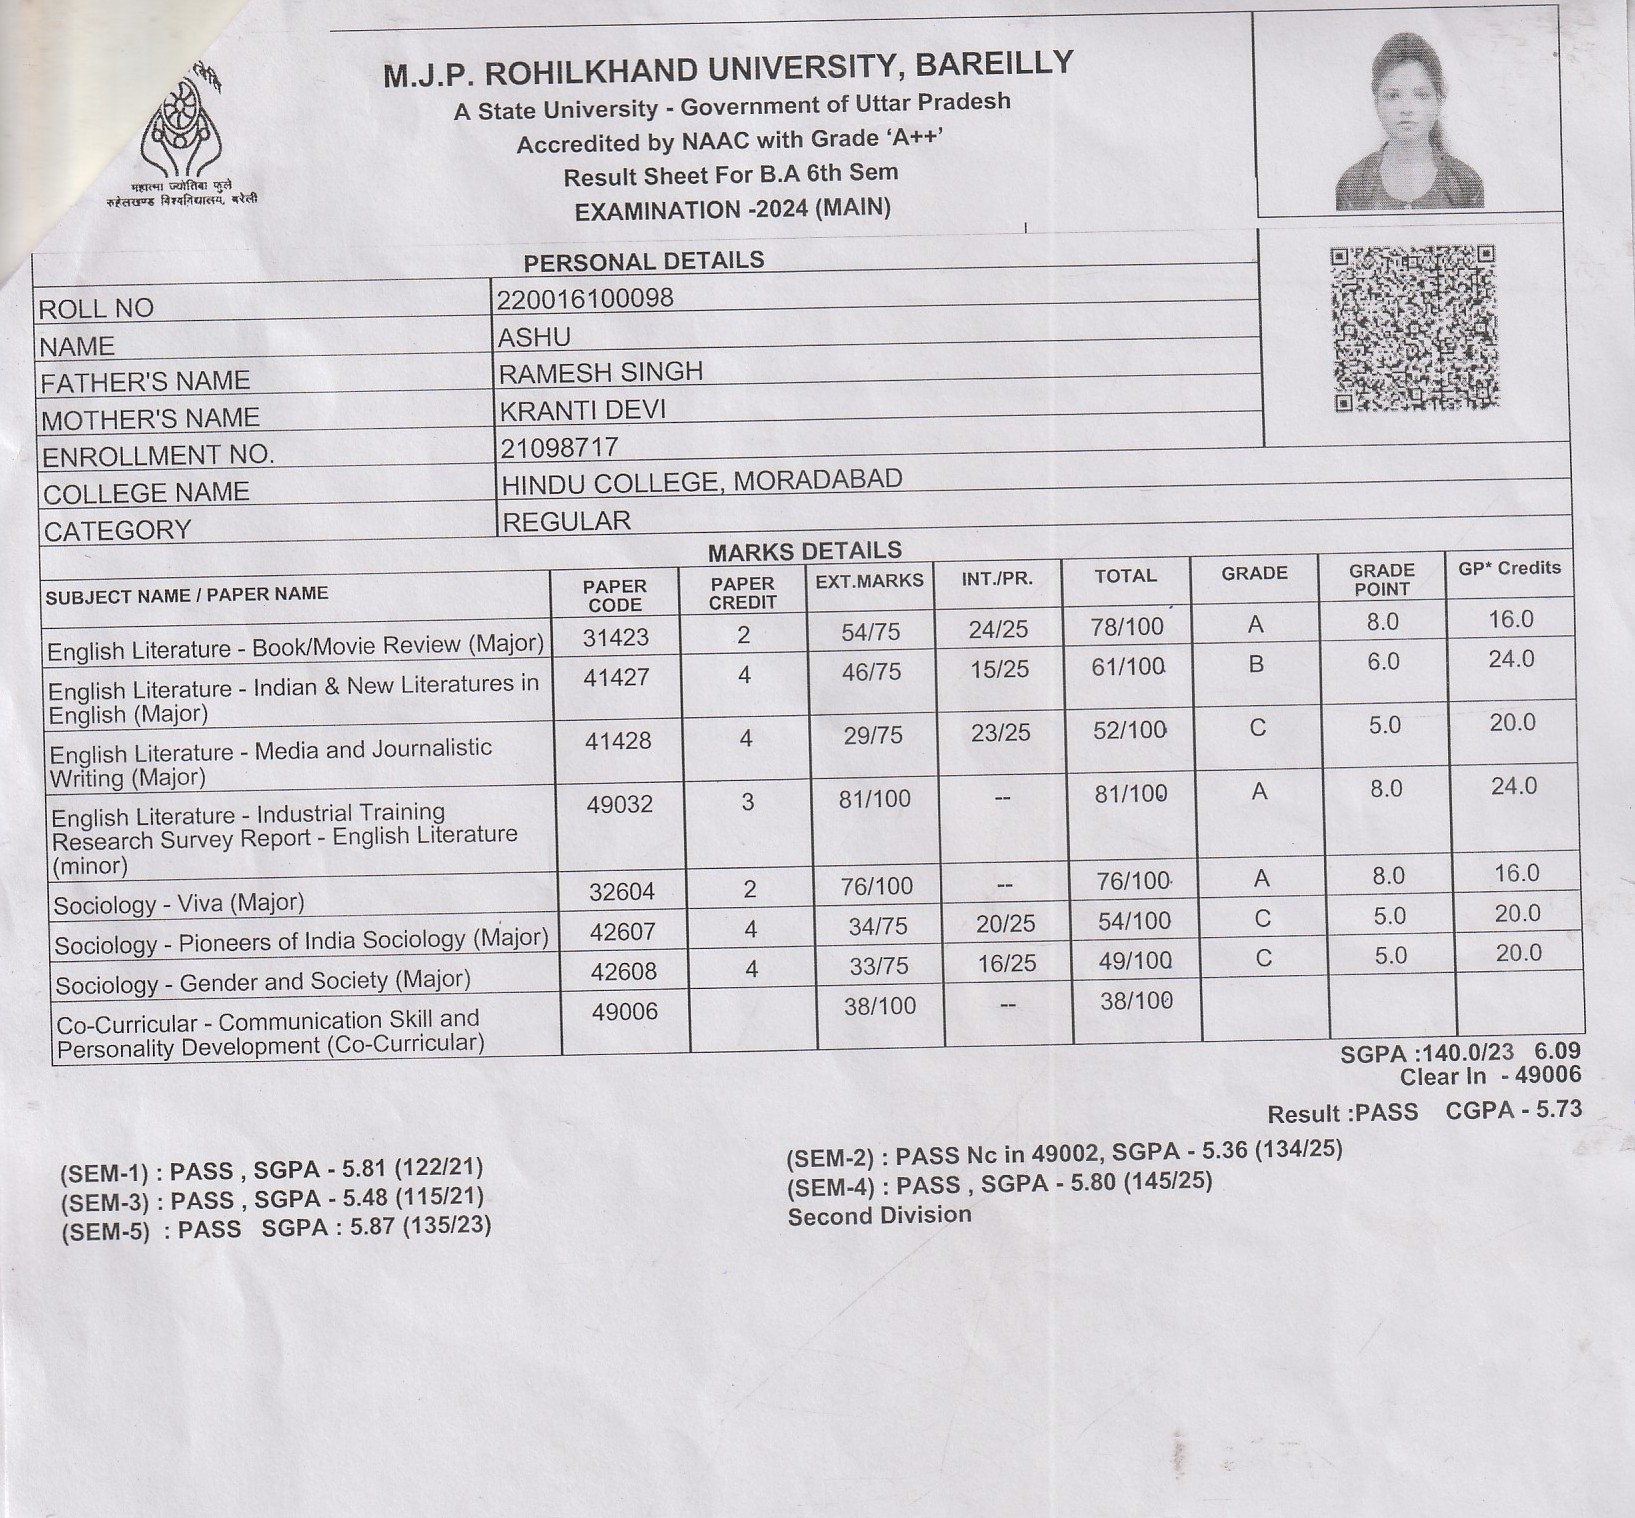 M.J.P. ROHILKHAND UNIVERSITY, BAREILLY
A State University - Government of Uttar Pradesh
Accredited by NAAC with Grade ‘A++’
Result Sheet For B.A 6th Sem
EXAMINATION -2024 (MAIN)
महात्मा ज्योतिबा फुले
रुहेलखण्ड विश्वविद्यालय, बरेली
PERSONAL DETAILS
ROLL NO 220016100098
NAME ASHU
FATHER'S NAME RAMESH SINGH
MOTHER'S NAME KRANTI DEVI
ENROLLMENT NO. 21098717
COLLEGE NAME HINDU COLLEGE, MORADABAD
CATEGORY REGULAR
MARKS DETAILS
SUBJECT NAME / PAPER NAME PAPER CODE PAPER CREDIT EXT.MARKS INT./PR. TOTAL GRADE GRADE POINT GP* Credits
English Literature - Book/Movie Review (Major) 31423 2 54/75 24/25 78/100 A 8.0 16.0
English Literature - Indian & New Literatures in 41427 4 46/75 15/25 61/100 B 6.0 24.0
English (Major)
English Literature - Media and Journalistic 41428 4 29/75 23/25 52/100 C 5.0 20.0
Writing (Major)
English Literature - Industrial Training 49032 3 81/100 -- 81/100 A 8.0 24.0
Research Survey Report - English Literature
(minor)
Sociology - Viva (Major) 32604 2 76/100 -- 76/100 A 8.0 16.0
Sociology - Pioneers of India Sociology (Major) 42607 4 34/75 20/25 54/100 C 5.0 20.0
Sociology - Gender and Society (Major) 42608 4 33/75 16/25 49/100 C 5.0 20.0
Co-Curricular - Communication Skill and 49006 38/100 -- 38/100
Personality Development (Co-Curricular)
SGPA :140.0/23 6.09
Clear In - 49006
Result :PASS CGPA - 5.73
(SEM-1) : PASS , SGPA - 5.81 (122/21) (SEM-2) : PASS Nc in 49002, SGPA - 5.36 (134/25)
(SEM-3) : PASS , SGPA - 5.48 (115/21) (SEM-4) : PASS , SGPA - 5.80 (145/25)
(SEM-5) : PASS SGPA : 5.87 (135/23) Second Division